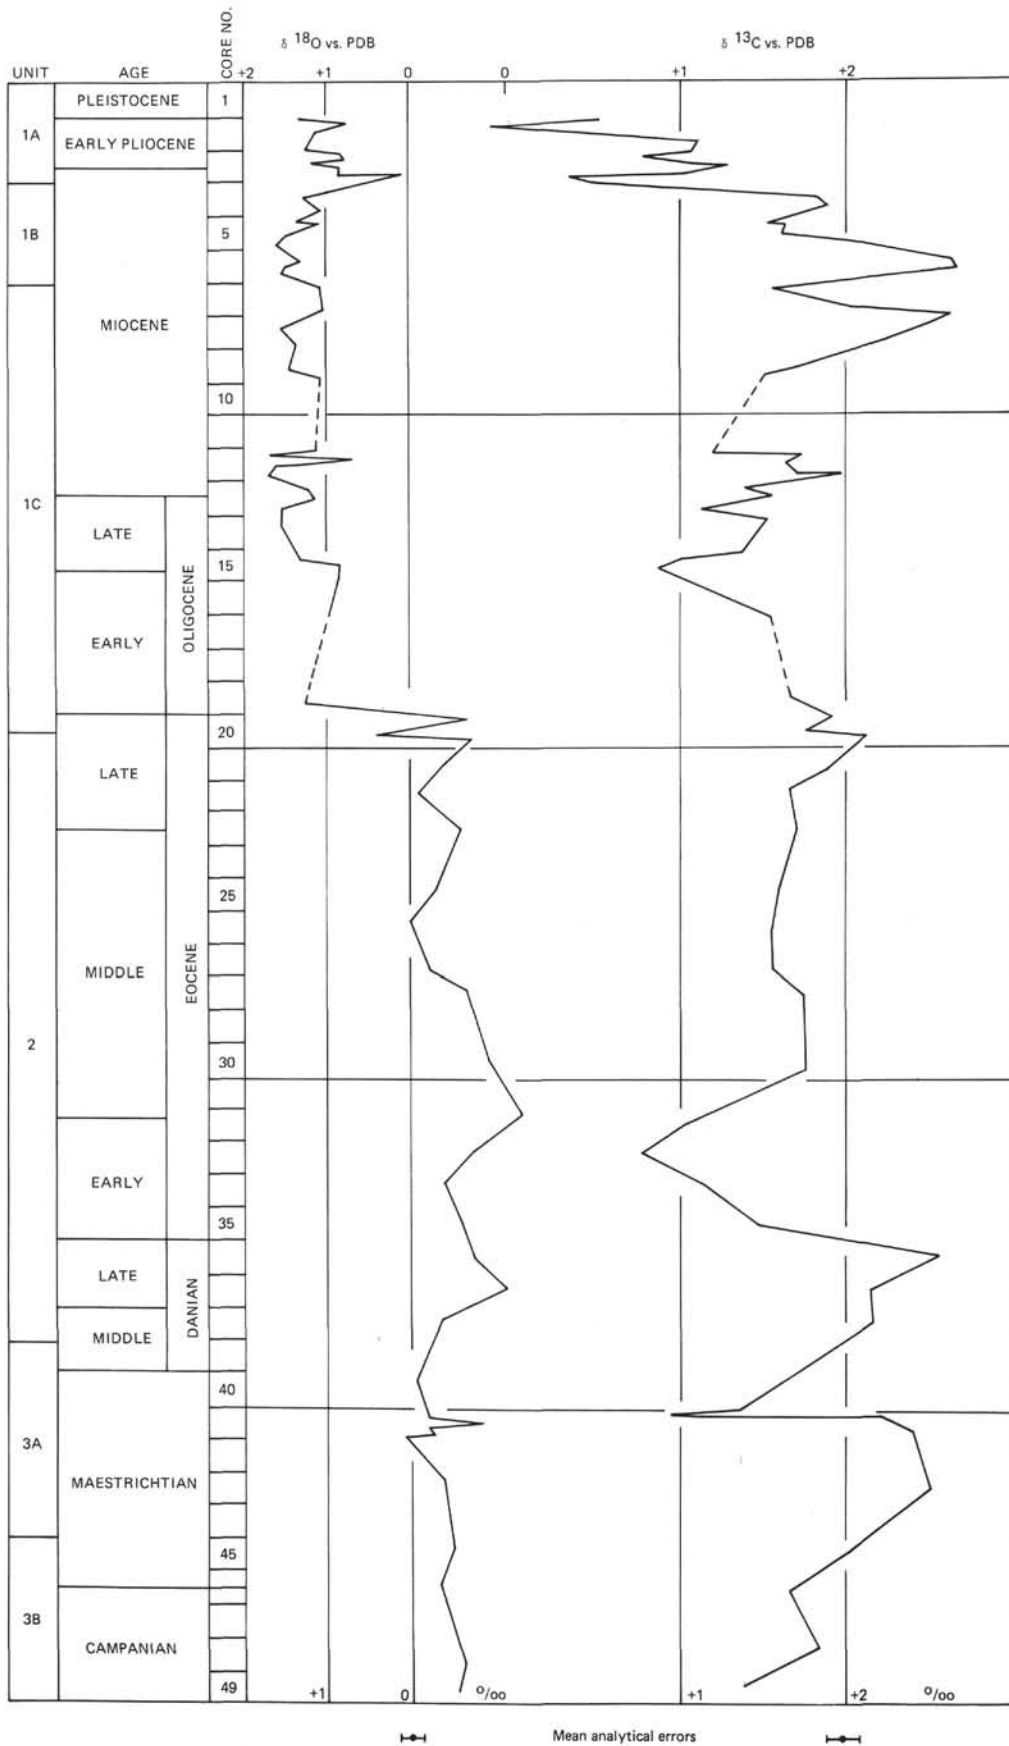 δ 18O vs. PDB
δ 13C vs. PDB
UNIT
AGE
CORE NO.
+2
+1
0
0
+1
+2
PLEISTOCENE
1
1A
EARLY PLIOCENE
1B
5
MIOCENE
10
1C
LATE
15
OLIGOCENE
EARLY
20
LATE
25
MIDDLE
EOCENE
2
30
EARLY
35
LATE
DANIAN
MIDDLE
40
3A
MAESTRICHTIAN
45
3B
CAMPANIAN
49
+1
0
o/oo
+1
+2
o/oo
Mean analytical errors